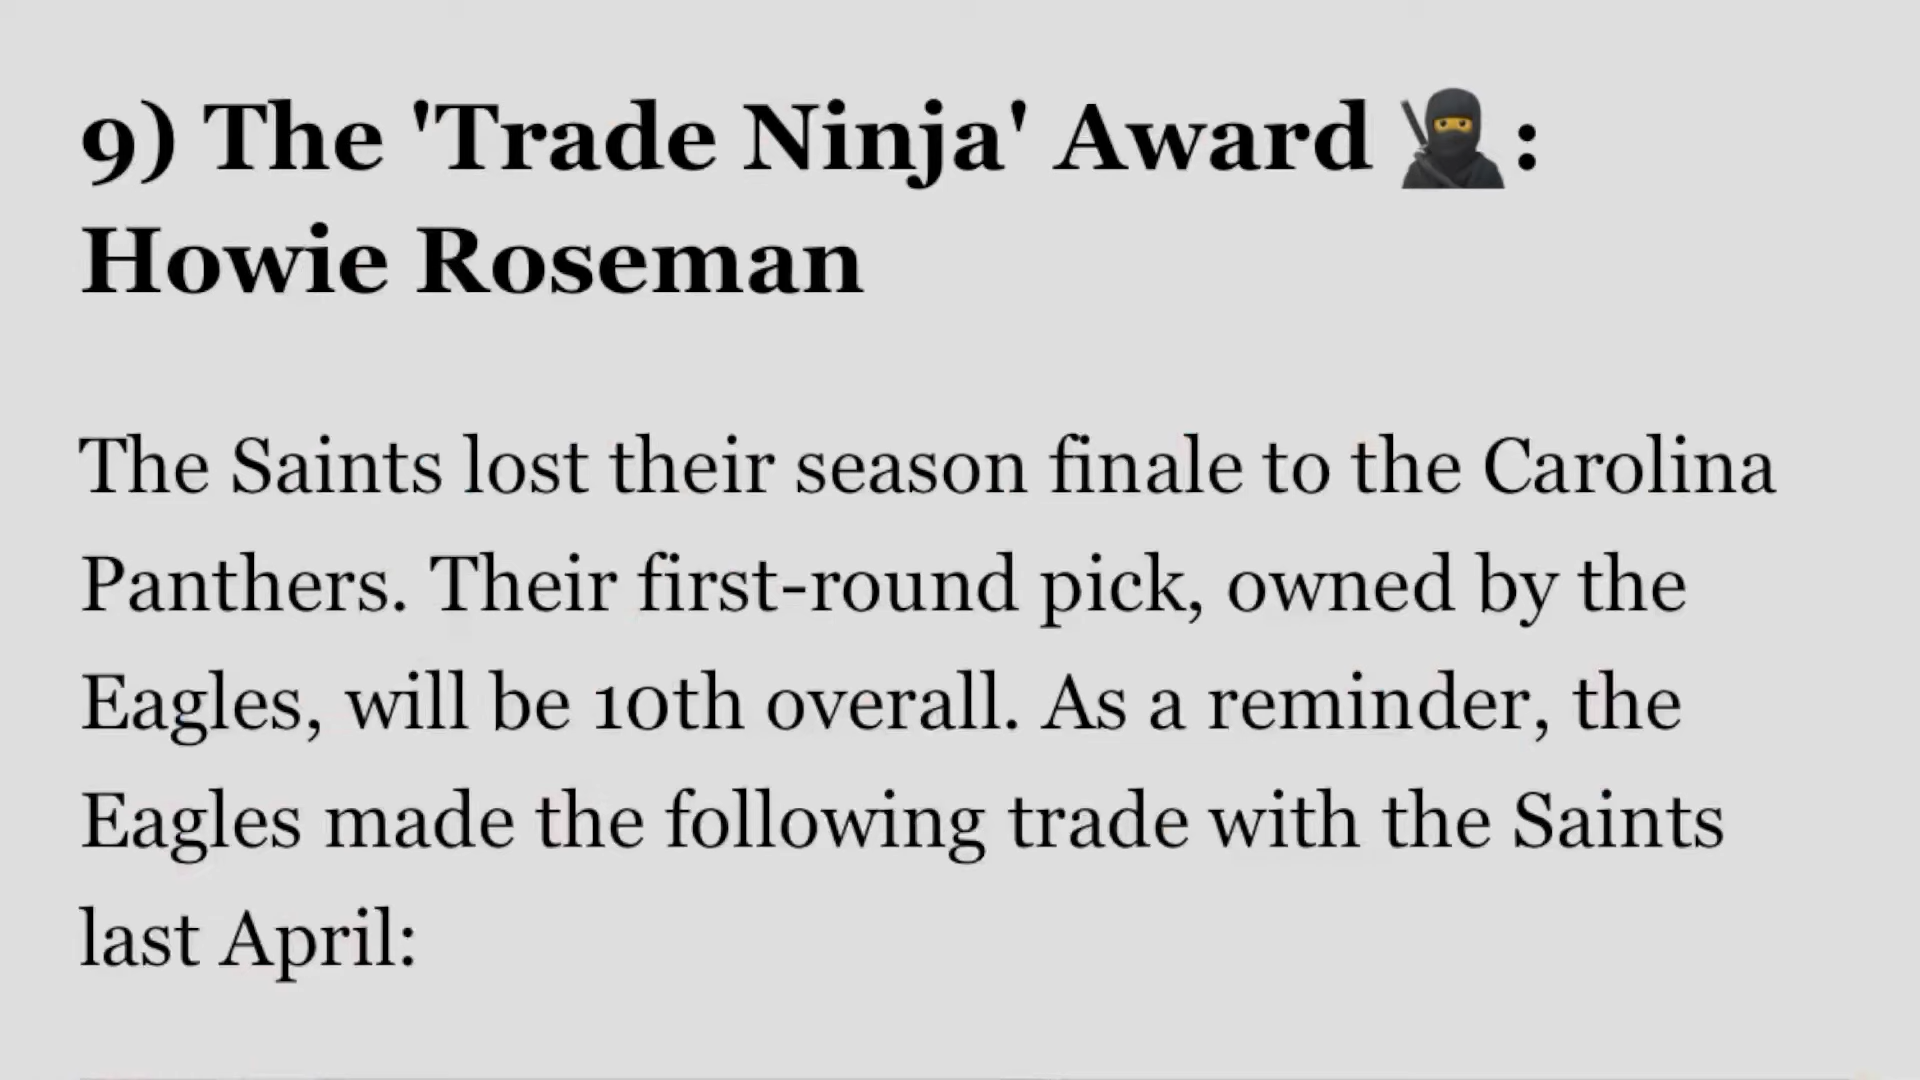 9) The 'Trade Ninja' Award 🥷:
Howie Roseman
The Saints lost their season finale to the Carolina
Panthers. Their first-round pick, owned by the
Eagles, will be 10th overall. As a reminder, the
Eagles made the following trade with the Saints
last April: